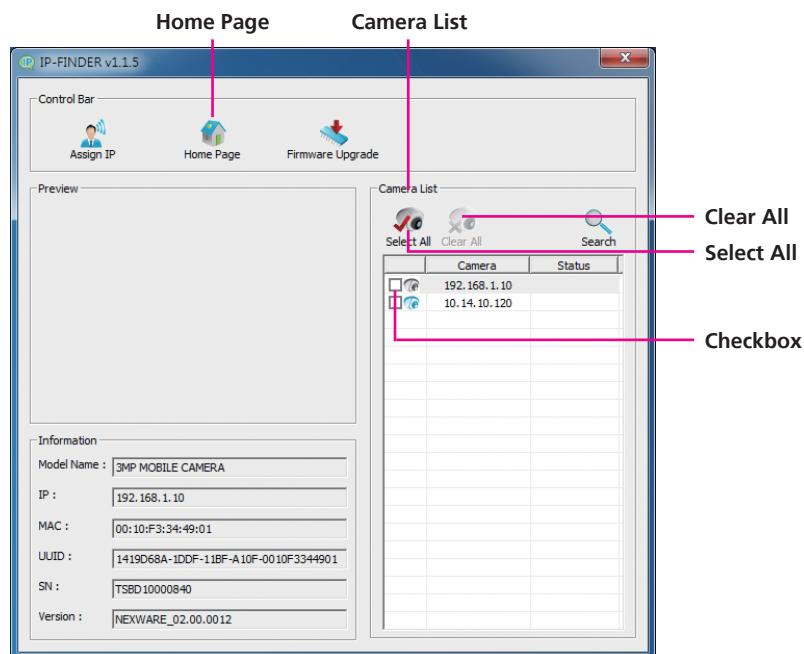 Home Page
Camera List
IP-FINDER v1.1.5
Control Bar
Assign IP
Home Page
Firmware Upgrade
Preview
Camera List
Select All
Clear All
Search
Clear All
Select All
Camera
Status
192.168.1.10
10.14.10.120
Checkbox
Information
Model Name : 3MP MOBILE CAMERA
IP : 192.168.1.10
MAC : 00:10:F3:34:49:01
UUID : 1419D68A-1DDF-11BF-A10F-0010F3344901
SN : TSBD10000840
Version : NEXWARE_02.00.0012